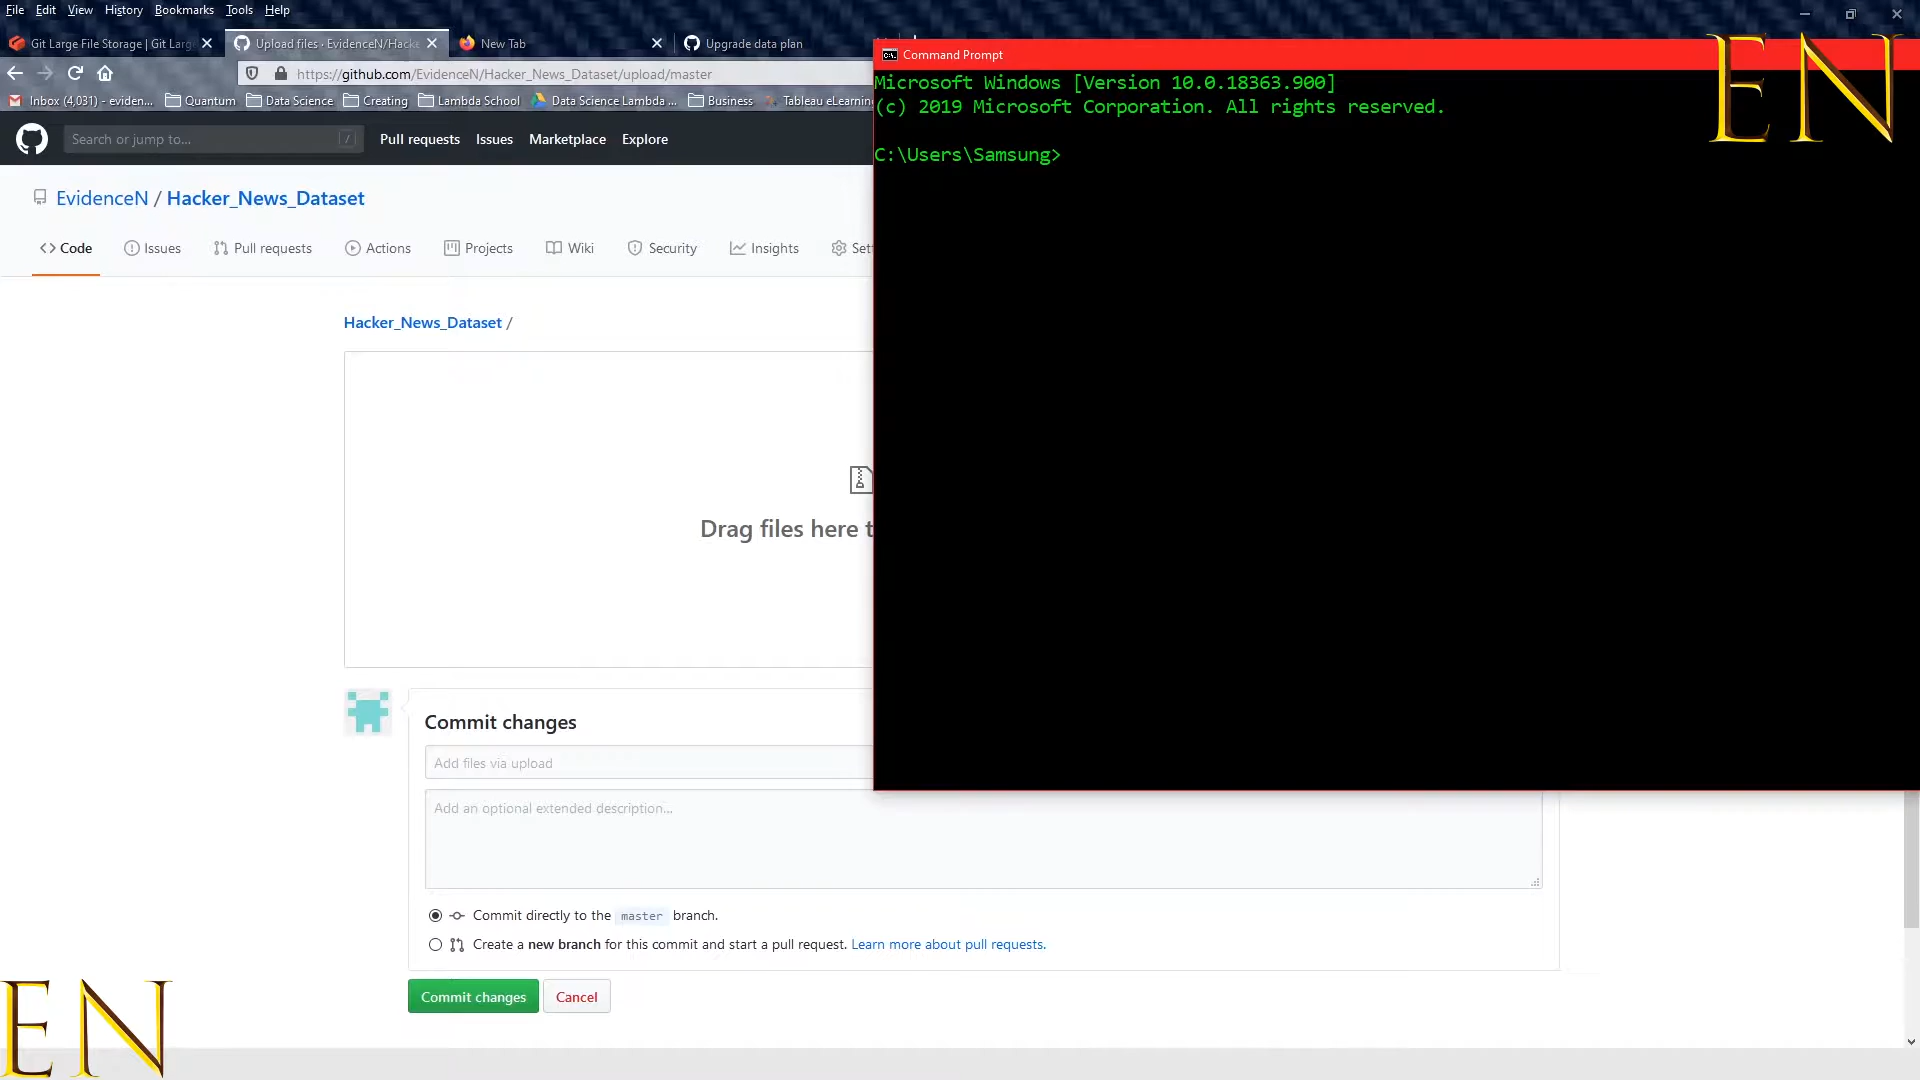 File Edit View History Bookmarks Tools Help
Git Large File Storage | Git Larg
Upload files · EvidenceN/Hacke
New Tab
Upgrade data plan
https://github.com/EvidenceN/Hacker_News_Dataset/upload/master
Inbox (4,031) - eviden... Quantum Data Science Creating Lambda School Data Science Lambda ... Business Tableau eLearning
Search or jump to... / Pull requests Issues Marketplace Explore
EvidenceN / Hacker_News_Dataset
Code Issues Pull requests Actions Projects Wiki Security Insights Sett
Hacker_News_Dataset /
Drag files here t
Commit changes
Add files via upload
Add an optional extended description...
Commit directly to the master branch.
Create a new branch for this commit and start a pull request. Learn more about pull requests.
Commit changes Cancel
Command Prompt
Microsoft Windows [Version 10.0.18363.900]
(c) 2019 Microsoft Corporation. All rights reserved.
C:\Users\Samsung>
EN
EN